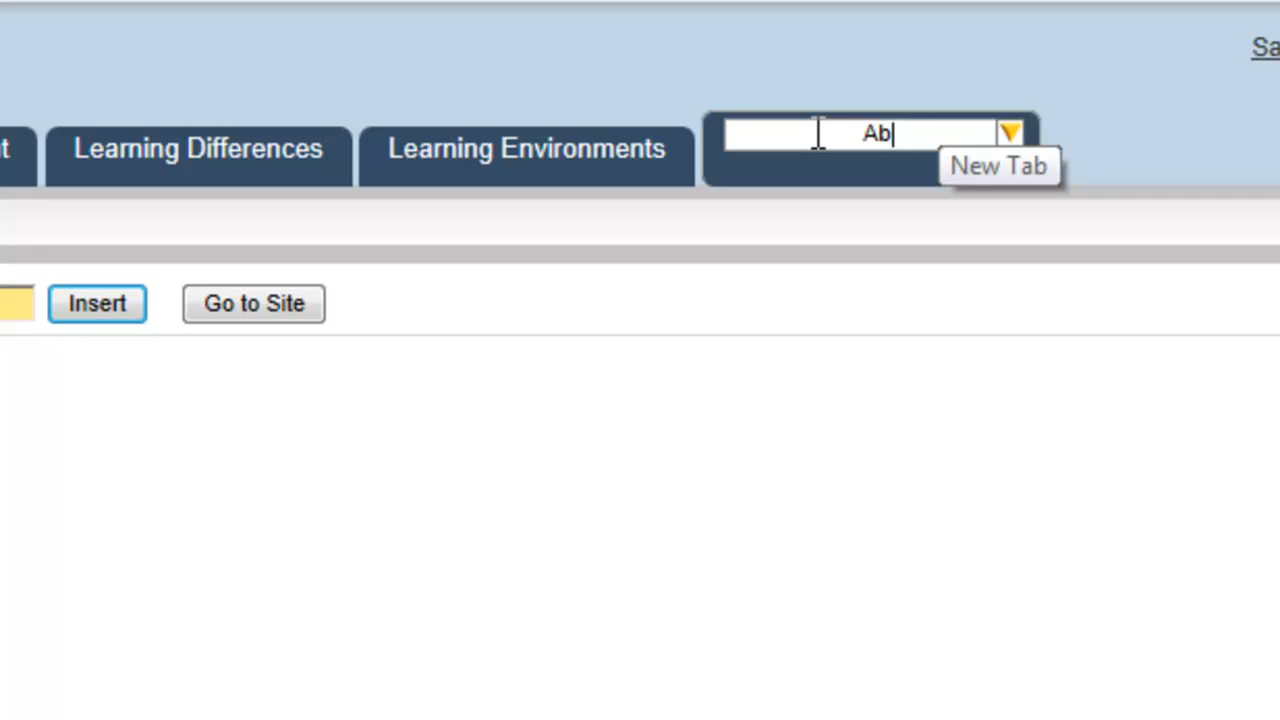 Sa
t
Learning Differences
Learning Environments
Ab
New Tab
Insert
Go to Site